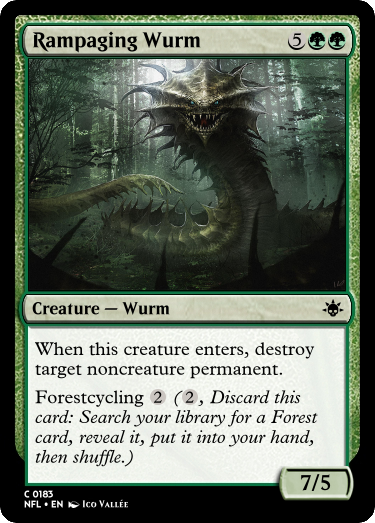 Rampaging Wurm 5
Creature — Wurm
When this creature enters, destroy
target noncreature permanent.
Forestcycling 2 (2, Discard this
card: Search your library for a Forest
card, reveal it, put it into your hand,
then shuffle.)
7/5
C 0183
NFL • EN Ico Vallée